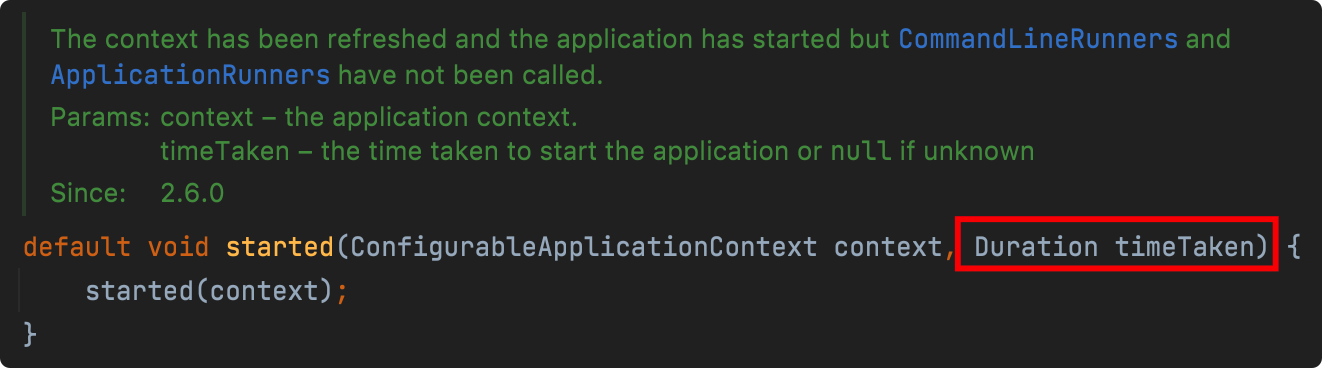 The context has been refreshed and the application has started but CommandLineRunners and
ApplicationRunners have not been called.
Params: context – the application context.
timeTaken – the time taken to start the application or null if unknown
Since: 2.6.0
default void started(ConfigurableApplicationContext context, Duration timeTaken) {
started(context);
}